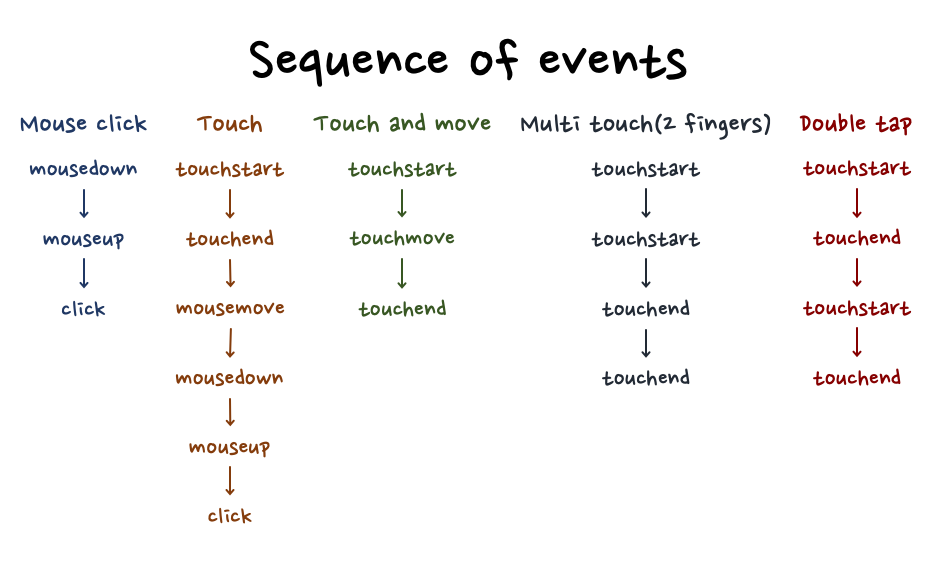 Sequence of events
Mouse click
mousedown
mouseup
click
Touch
touchstart
touchend
mousemove
mousedown
mouseup
click
Touch and move
touchstart
touchmove
touchend
Multi touch(2 fingers)
touchstart
touchstart
touchend
touchend
Double tap
touchstart
touchend
touchstart
touchend